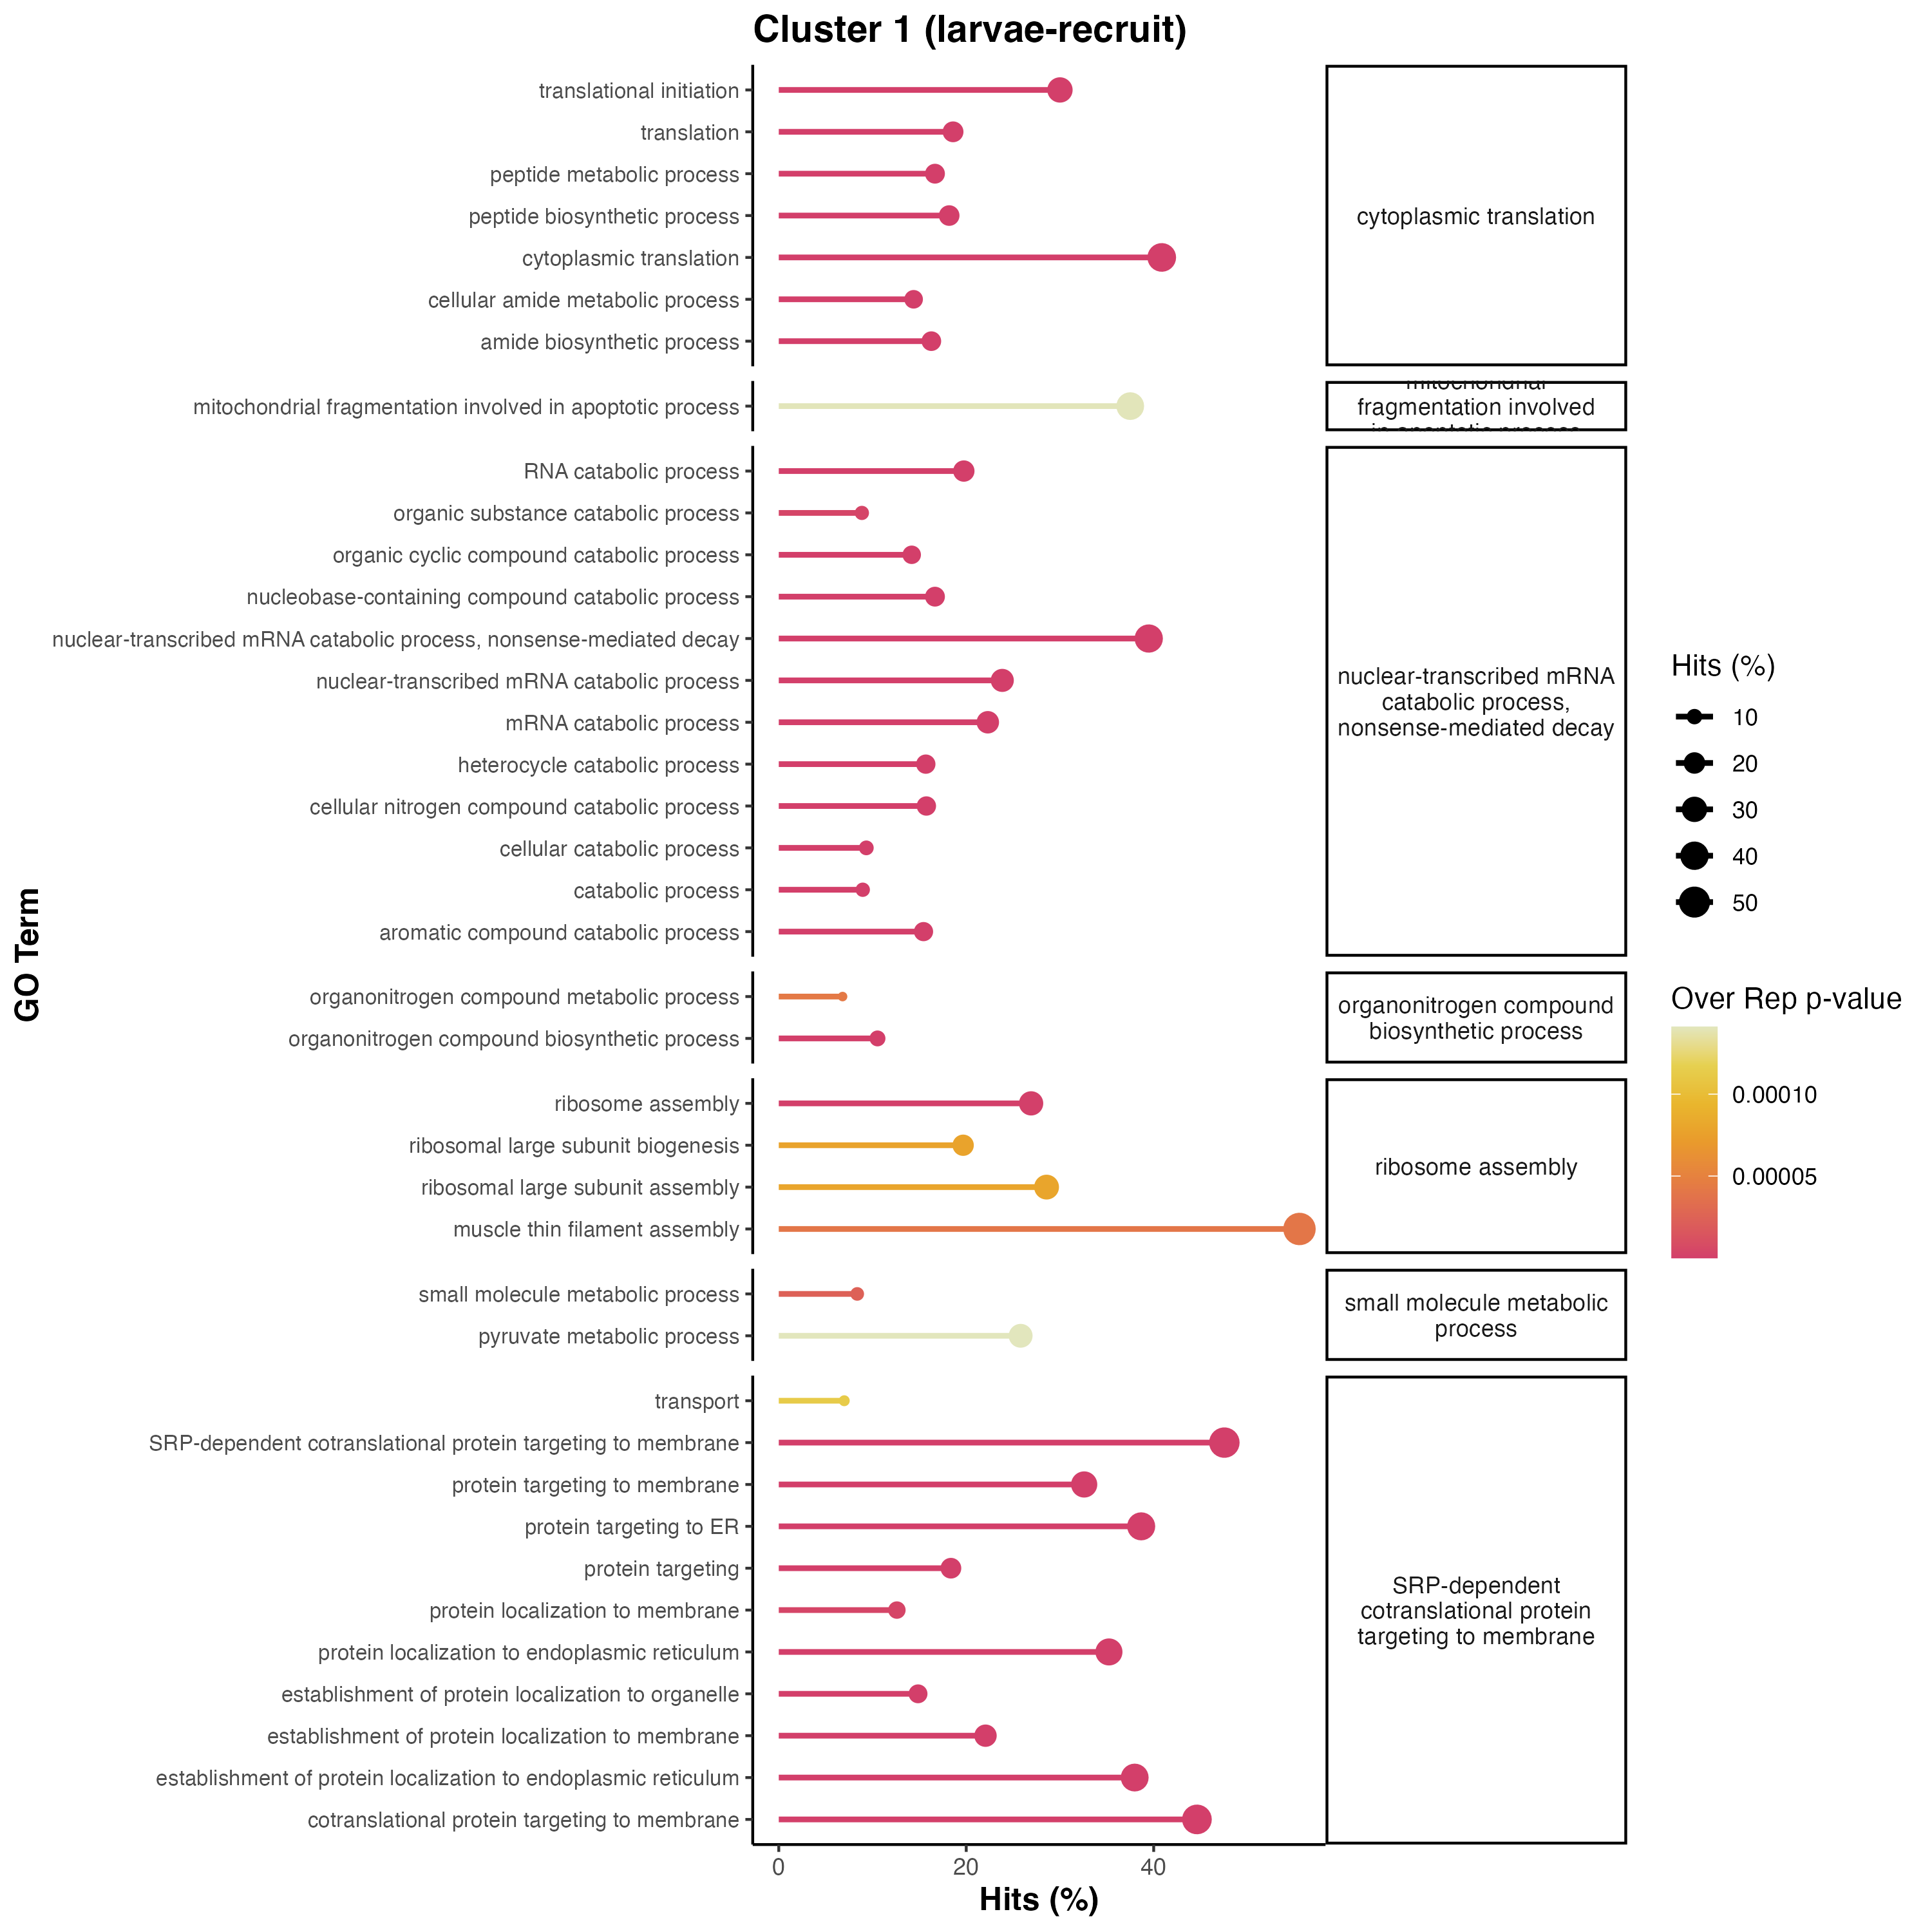 Cluster 1 (larvae-recruit)
GO Term
translational initiation
translation
peptide metabolic process
peptide biosynthetic process
cytoplasmic translation
cellular amide metabolic process
amide biosynthetic process
cytoplasmic translation
mitochondrial fragmentation involved in apoptotic process
mitochondrial
fragmentation involved
in apoptotic process
RNA catabolic process
organic substance catabolic process
organic cyclic compound catabolic process
nucleobase-containing compound catabolic process
nuclear-transcribed mRNA catabolic process, nonsense-mediated decay
nuclear-transcribed mRNA catabolic process
mRNA catabolic process
heterocycle catabolic process
cellular nitrogen compound catabolic process
cellular catabolic process
catabolic process
aromatic compound catabolic process
nuclear-transcribed mRNA
catabolic process,
nonsense-mediated decay
organonitrogen compound metabolic process
organonitrogen compound biosynthetic process
organonitrogen compound
biosynthetic process
ribosome assembly
ribosomal large subunit biogenesis
ribosomal large subunit assembly
muscle thin filament assembly
ribosome assembly
small molecule metabolic process
pyruvate metabolic process
small molecule metabolic
process
transport
SRP-dependent cotranslational protein targeting to membrane
protein targeting to membrane
protein targeting to ER
protein targeting
protein localization to membrane
protein localization to endoplasmic reticulum
establishment of protein localization to organelle
establishment of protein localization to membrane
establishment of protein localization to endoplasmic reticulum
cotranslational protein targeting to membrane
SRP-dependent
cotranslational protein
targeting to membrane
0 20 40
Hits (%)
Hits (%)
10
20
30
40
50
Over Rep p-value
0.00010
0.00005